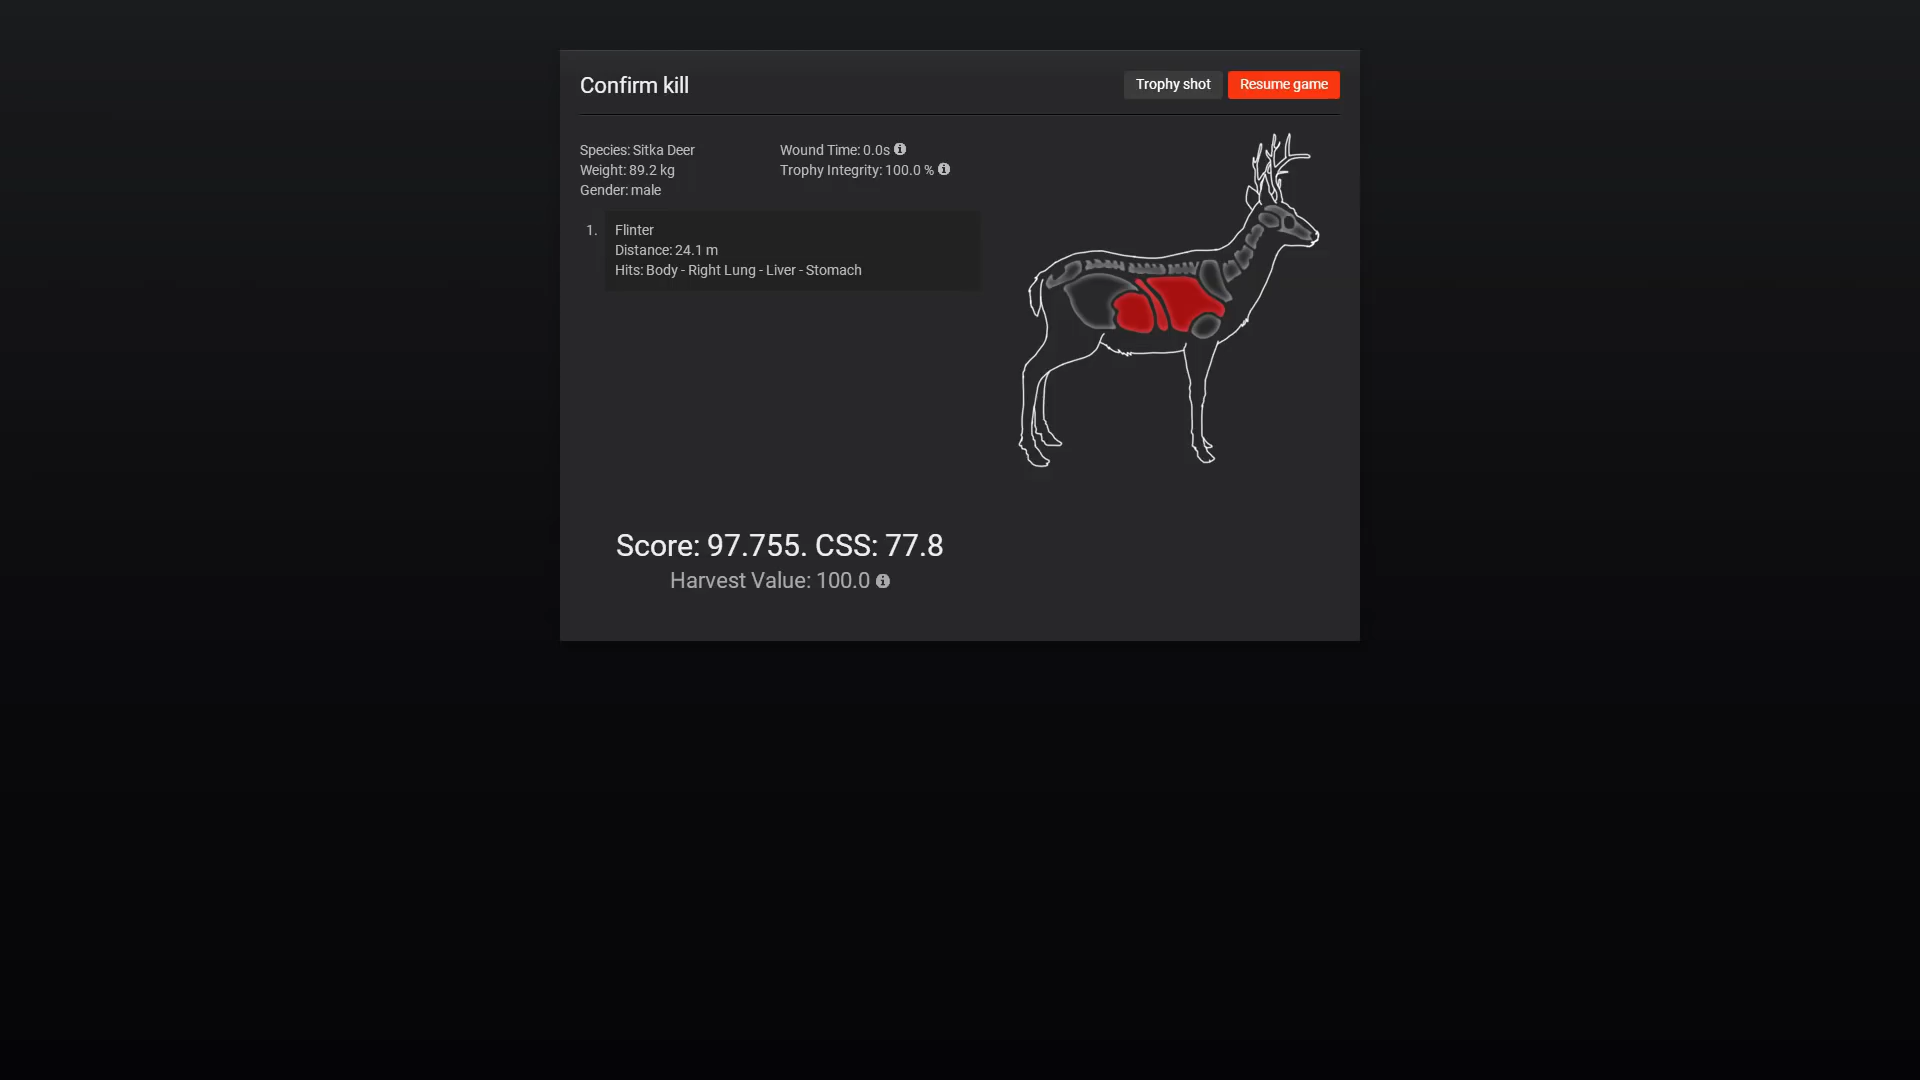 Confirm kill
Trophy shot
Resume game
Species: Sitka Deer
Weight: 89.2 kg
Gender: male
Wound Time: 0.0s
Trophy Integrity: 100.0 %
1.
Flinter
Distance: 24.1 m
Hits: Body - Right Lung - Liver - Stomach
Score: 97.755. CSS: 77.8
Harvest Value: 100.0